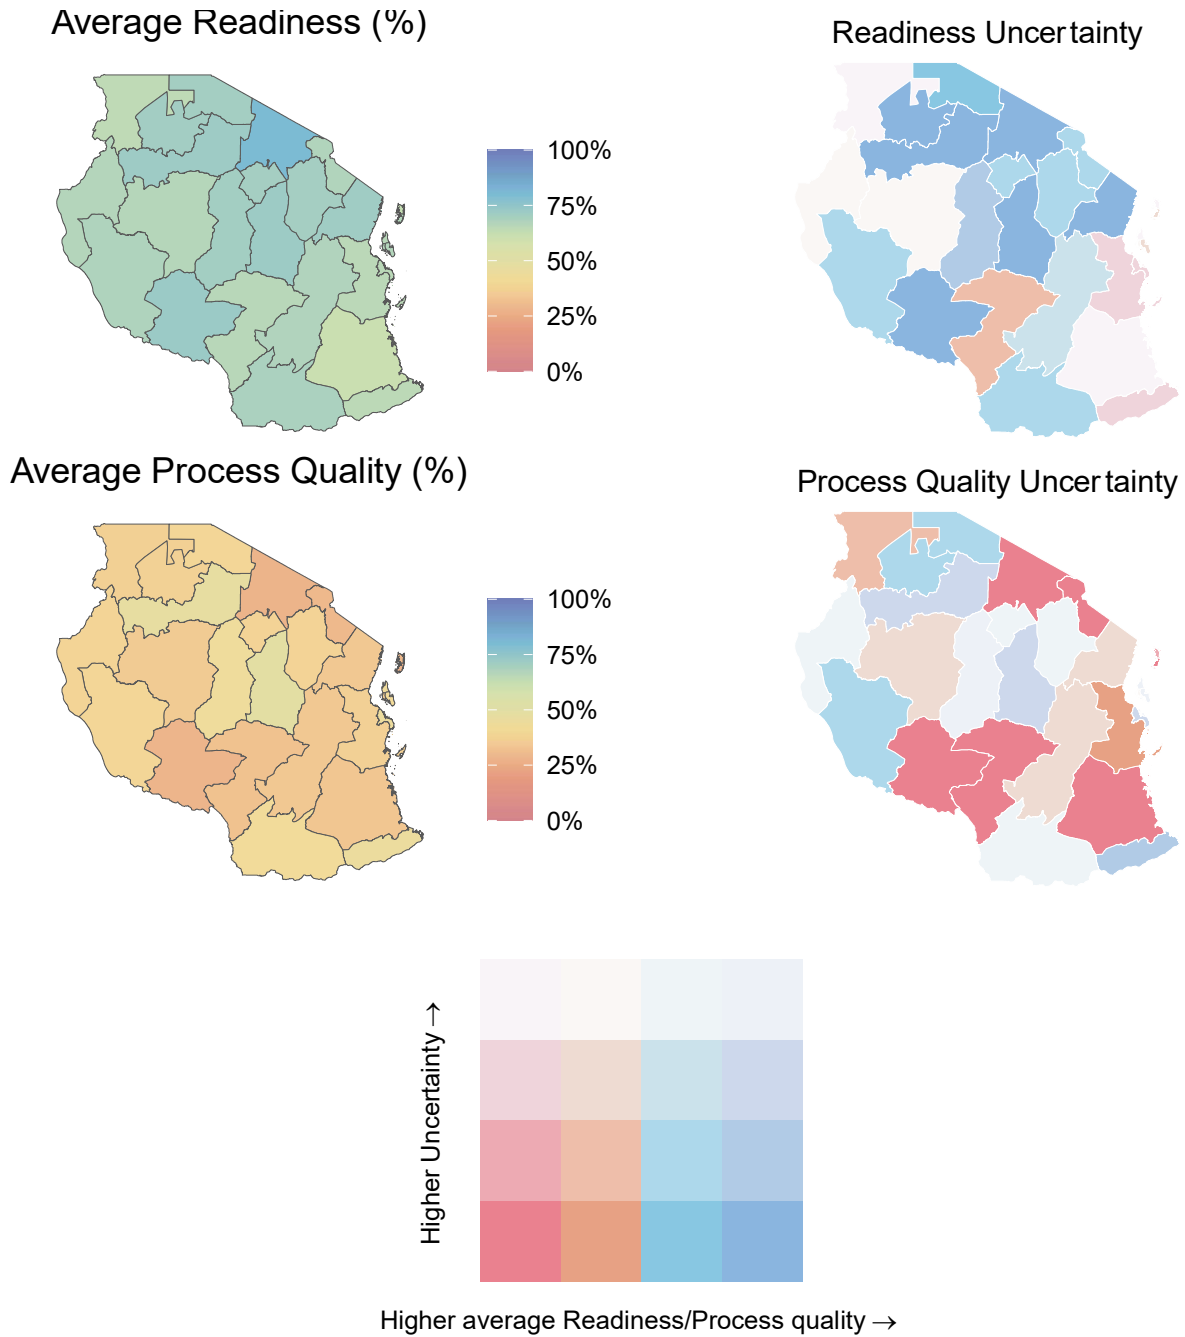 Average Readiness (%)
Readiness Uncertainty
100%
75%
50%
25%
0%
Average Process Quality (%)
Process Quality Uncertainty
100%
75%
50%
25%
0%
Higher Uncertainty →
Higher average Readiness/Process quality →